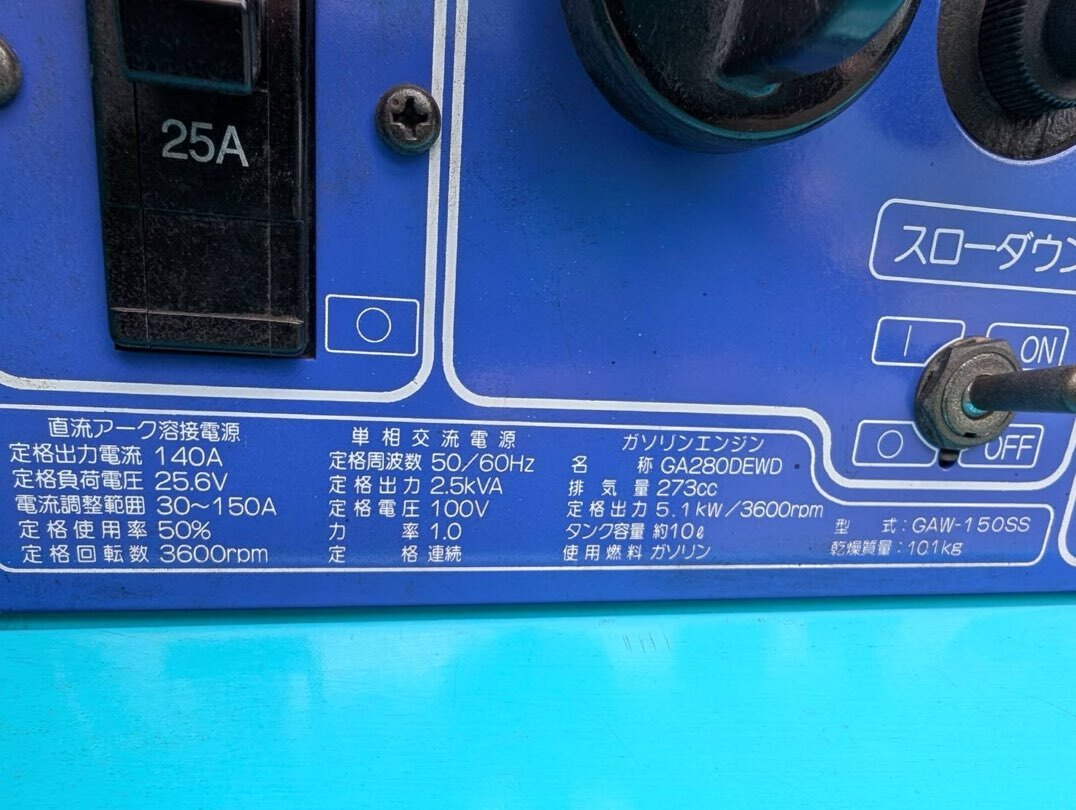 25A
スローダウン
| ON
○ OFF
直流アーク溶接電源
定格出力電流 140A
定格負荷電圧 25.6V
電流調整範囲 30~150A
定格使用率 50%
定格回転数 3600rpm
単相交流電源
定格周波数 50/60Hz
定格出力 2.5kVA
定格電圧 100V
力率 1.0
定格 連続
ガソリンエンジン
名称 GA280DEWD
排気量 273cc
定格出力 5.1kW/3600rpm
タンク容量 約10ℓ
使用燃料 ガソリン
型式:GAW-150SS
乾燥質量:101kg